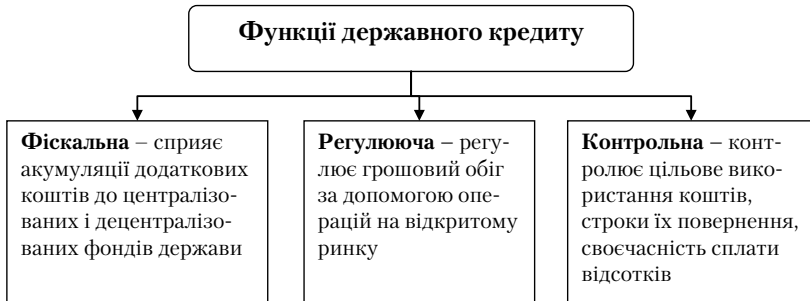 Функції державного кредиту
Фіскальна – сприяє
акумуляції додаткових
коштів до централізо-
ваних і децентралізо-
ваних фондів держави
Регулююча – регу-
лює грошовий обіг
за допомогою опе-
рацій на відкритому
ринку
Контрольна – конт-
ролює цільове вико-
ристання коштів,
строки їх повернення,
своєчасність сплати
відсотків